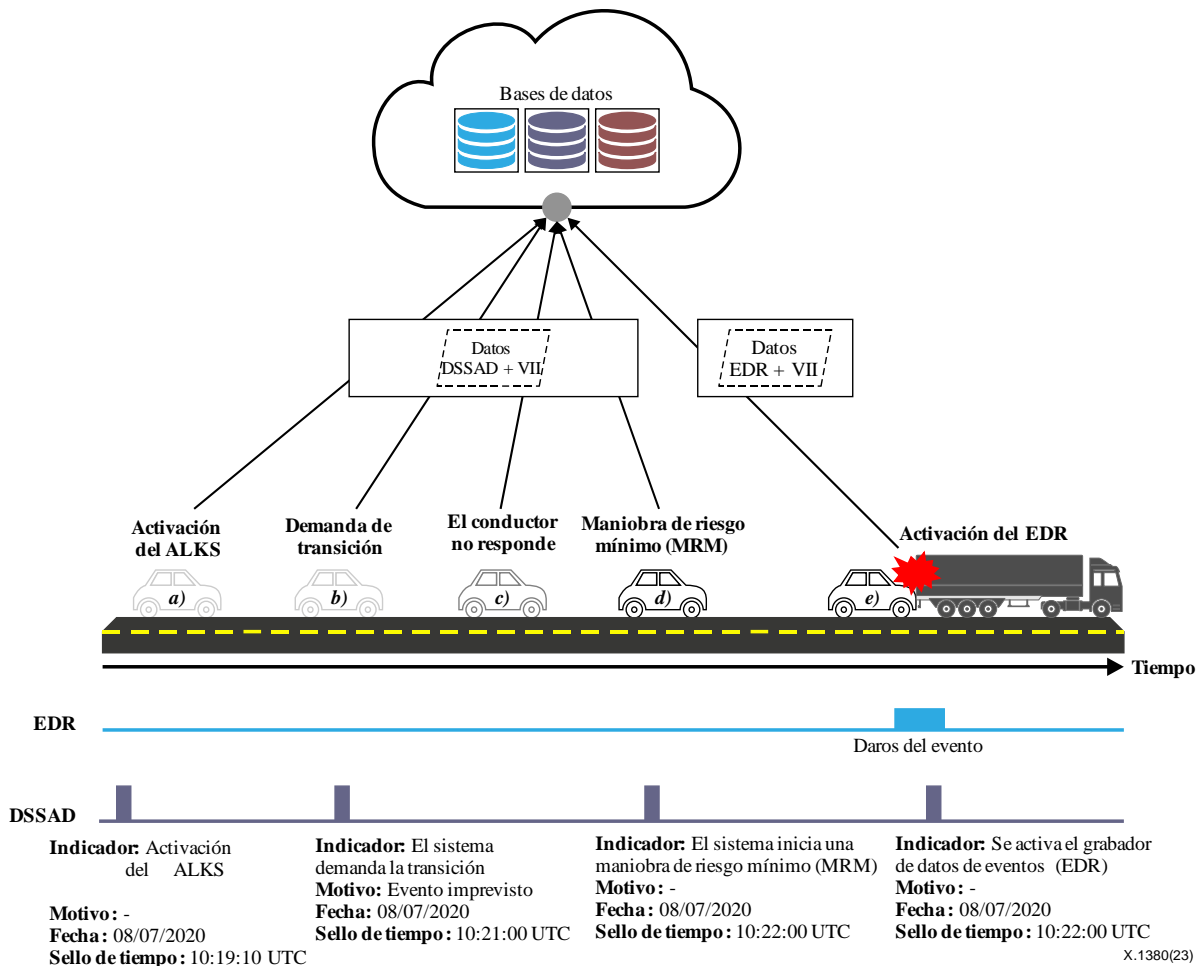 Bases de datos
Datos
DSSAD + VII
Datos
EDR + VII
Activación
del ALKS
Demanda de
transición
El conductor
no responde
Maniobra de riesgo
mínimo (MRM)
Activación del EDR
a)
b)
c)
d)
e)
Tiempo
EDR
Daros del evento
DSSAD
Indicador: Activación
del ALKS
Motivo: -
Fecha: 08/07/2020
Sello de tiempo: 10:19:10 UTC
Indicador: El sistema
demanda la transición
Motivo: Evento imprevisto
Fecha: 08/07/2020
Sello de tiempo: 10:21:00 UTC
Indicador: El sistema inicia una
maniobra de riesgo mínimo (MRM)
Motivo: -
Fecha: 08/07/2020
Sello de tiempo: 10:22:00 UTC
Indicador: Se activa el grabador
de datos de eventos (EDR)
Motivo: -
Fecha: 08/07/2020
Sello de tiempo: 10:22:00 UTC
X.1380(23)